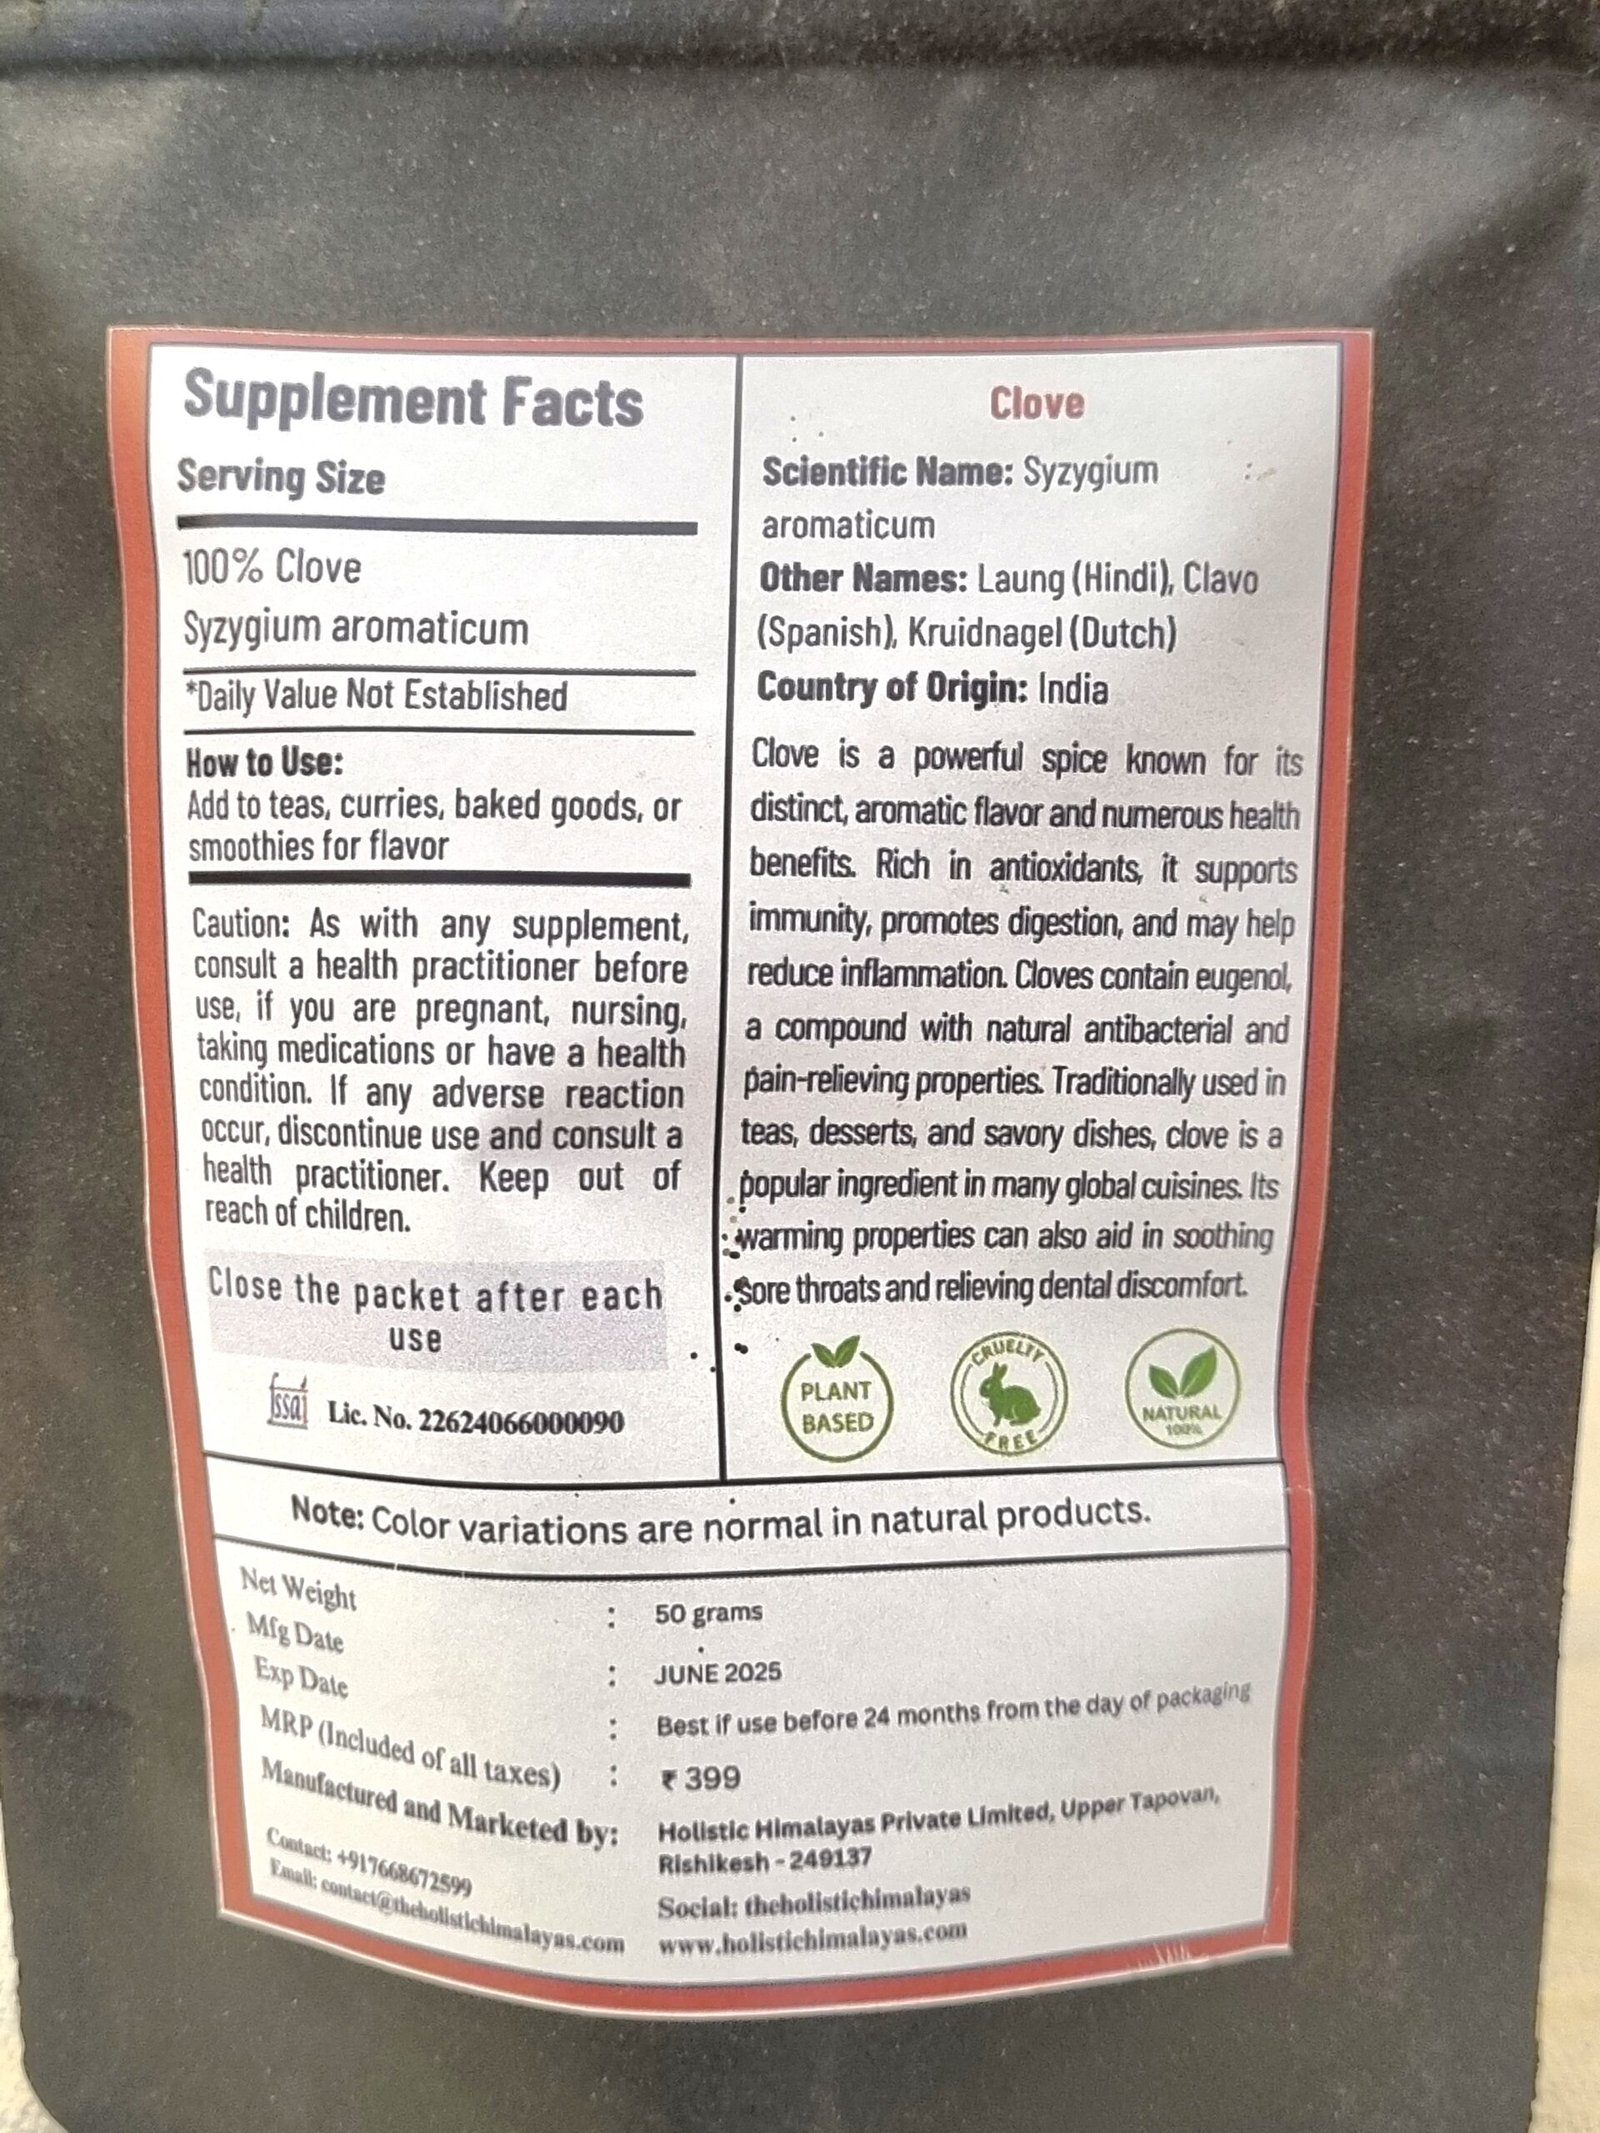 Supplement Facts
Serving Size
100% Clove
Syzygium aromaticum
*Daily Value Not Established
How to Use:
Add to teas, curries, baked goods, or
smoothies for flavor
Caution: As with any supplement,
consult a health practitioner before
use, if you are pregnant, nursing,
taking medications or have a health
condition. If any adverse reaction
occur, discontinue use and consult a
health practitioner. Keep out of
reach of children.
Close the packet after each
use
fssai Lic. No. 22624066000090
Clove
Scientific Name: Syzygium
aromaticum
Other Names: Laung (Hindi), Clavo
(Spanish), Kruidnagel (Dutch)
Country of Origin: India
Clove is a powerful spice known for its
distinct, aromatic flavor and numerous health
benefits. Rich in antioxidants, it supports
immunity, promotes digestion, and may help
reduce inflammation. Cloves contain eugenol,
a compound with natural antibacterial and
pain-relieving properties. Traditionally used in
teas, desserts, and savory dishes, clove is a
popular ingredient in many global cuisines. Its
warming properties can also aid in soothing
sore throats and relieving dental discomfort.
PLANT
BASED
CRUELTY
FREE
NATURAL
100%
Note: Color variations are normal in natural products.
Net Weight : 50 grams
Mfg Date : JUNE 2025
Exp Date : Best if use before 24 months from the day of packaging
MRP (Included of all taxes) : ₹ 399
Manufactured and Marketed by: Holistic Himalayas Private Limited, Upper Tapovan,
Rishikesh - 249137
Contact: +917668672599
Email: contact@theholistichimalayas.com
Social: theholistichimalayas
www.holistichimalayas.com